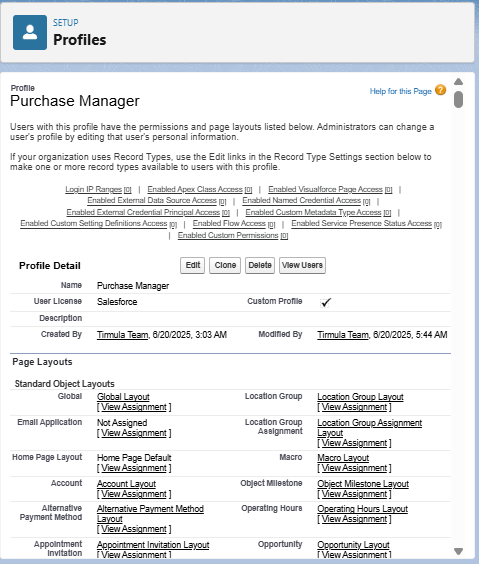 SETUP
Profiles
Profile
Purchase Manager
Help for this Page ?
Users with this profile have the permissions and page layouts listed below. Administrators can change a
user's profile by editing that user's personal information.
If your organization uses Record Types, use the Edit links in the Record Type Settings section below to
make one or more record types available to users with this profile.
Login IP Ranges [0] | Enabled Apex Class Access [0] | Enabled Visualforce Page Access [0] |
Enabled External Data Source Access [0] | Enabled Named Credential Access [0] |
Enabled External Credential Principal Access [0] | Enabled Custom Metadata Type Access [0] |
Enabled Custom Setting Definitions Access [0] | Enabled Flow Access [0] | Enabled Service Presence Status Access [0]
| Enabled Custom Permissions [0]
Profile Detail Edit Clone Delete View Users
Name Purchase Manager
User License Salesforce Custom Profile ✓
Description
Created By Tirmula Team, 6/20/2025, 3:03 AM Modified By Tirmula Team, 6/20/2025, 5:44 AM
Page Layouts
Standard Object Layouts
Global Global Layout Location Group Location Group Layout
[ View Assignment ] [ View Assignment ]
Email Application Not Assigned Location Group Location Group Assignment
[ View Assignment ] Assignment Layout
[ View Assignment ]
Home Page Layout Home Page Default Macro Macro Layout
[ View Assignment ] [ View Assignment ]
Account Account Layout Object Milestone Object Milestone Layout
[ View Assignment ] [ View Assignment ]
Alternative Alternative Payment Method Operating Hours Operating Hours Layout
Payment Method Layout [ View Assignment ]
[ View Assignment ]
Appointment Appointment Invitation Layout Opportunity Opportunity Layout
Invitation [ View Assignment ] [ View Assignment ]